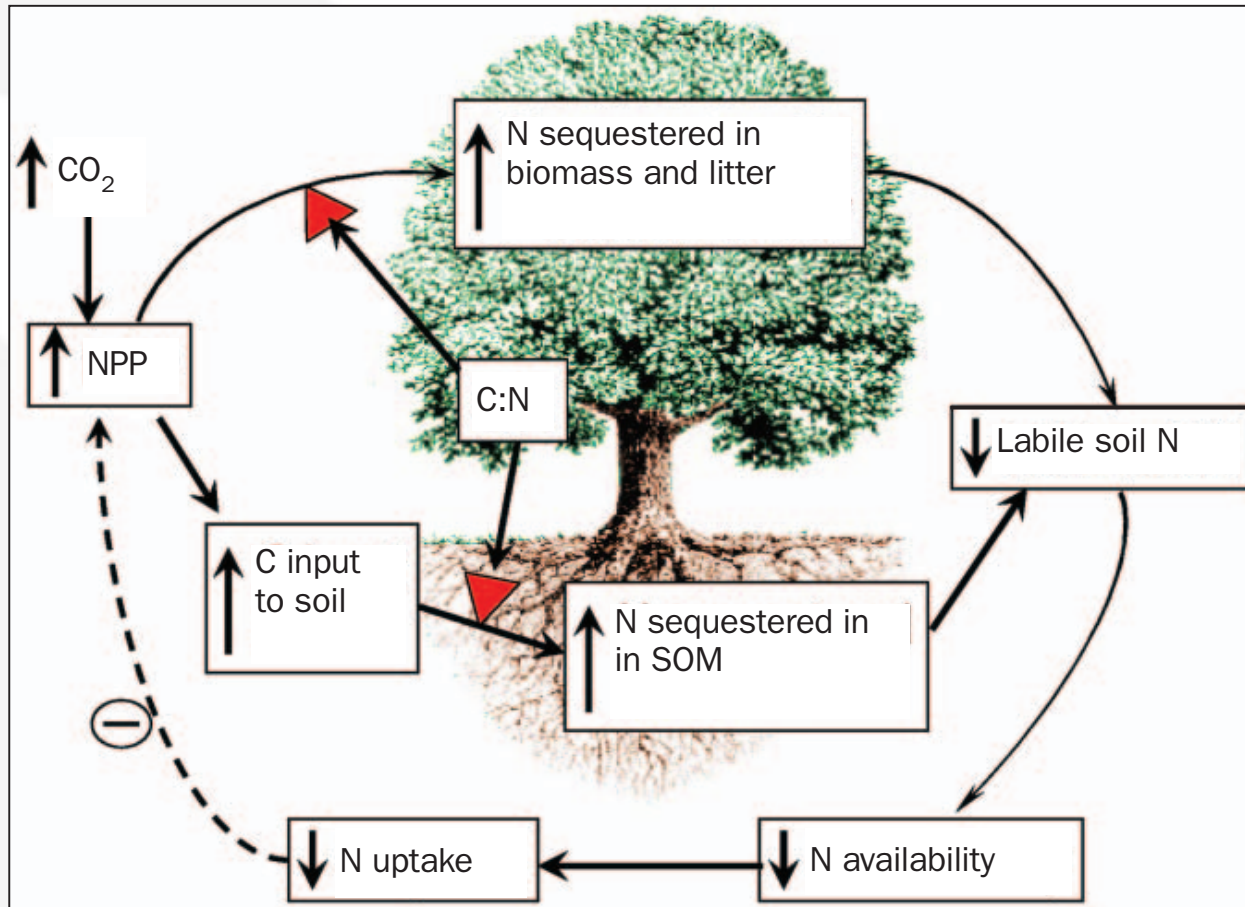 N sequestered in
biomass and litter
CO2
NPP
C:N
Labile soil N
C input
to soil
N sequestered in
in SOM
N uptake
N availability